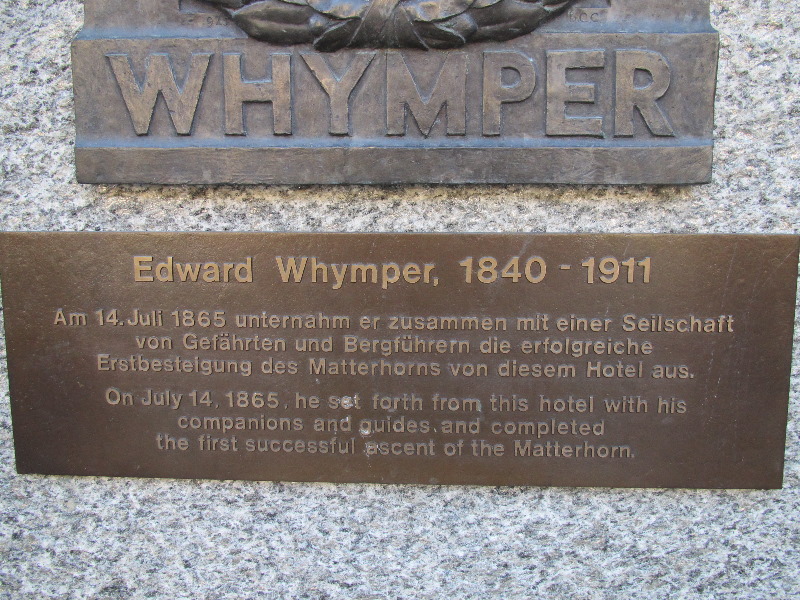 WHYMPER
Edward Whymper, 1840 - 1911
Am 14. Juli 1865 unternahm er zusammen mit einer Seilschaft
von Gefährten und Bergführern die erfolgreiche
Erstbesteigung des Matterhorns von diesem Hotel aus.
On July 14, 1865, he set forth from this hotel with his
companions and guides and completed
the first successful ascent of the Matterhorn.